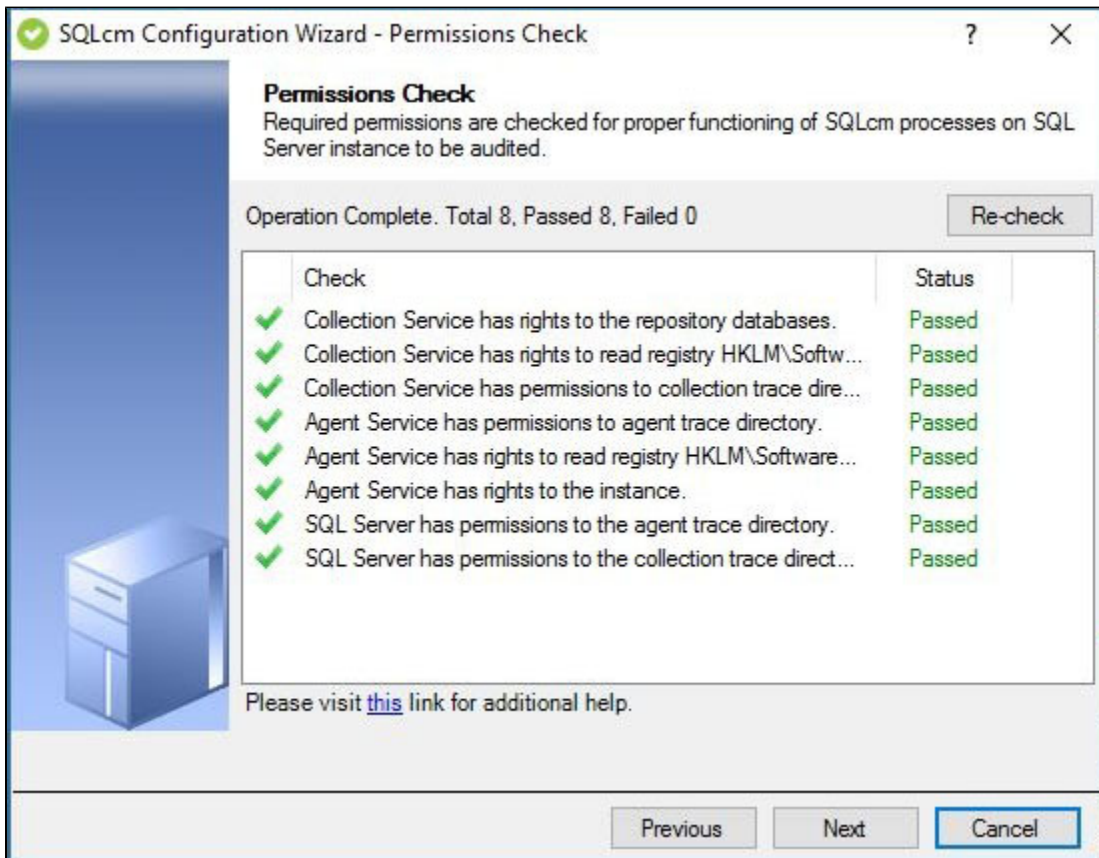 SQLcm Configuration Wizard - Permissions Check ? X
Permissions Check
Required permissions are checked for proper functioning of SQLcm processes on SQL
Server instance to be audited.
Operation Complete. Total 8, Passed 8, Failed 0 Re-check
Check Status
Collection Service has rights to the repository databases. Passed
Collection Service has rights to read registry HKLM\Softw... Passed
Collection Service has permissions to collection trace dire... Passed
Agent Service has permissions to agent trace directory. Passed
Agent Service has rights to read registry HKLM\Software... Passed
Agent Service has rights to the instance. Passed
SQL Server has permissions to the agent trace directory. Passed
SQL Server has permissions to the collection trace direct... Passed
Please visit this link for additional help.
Previous Next Cancel